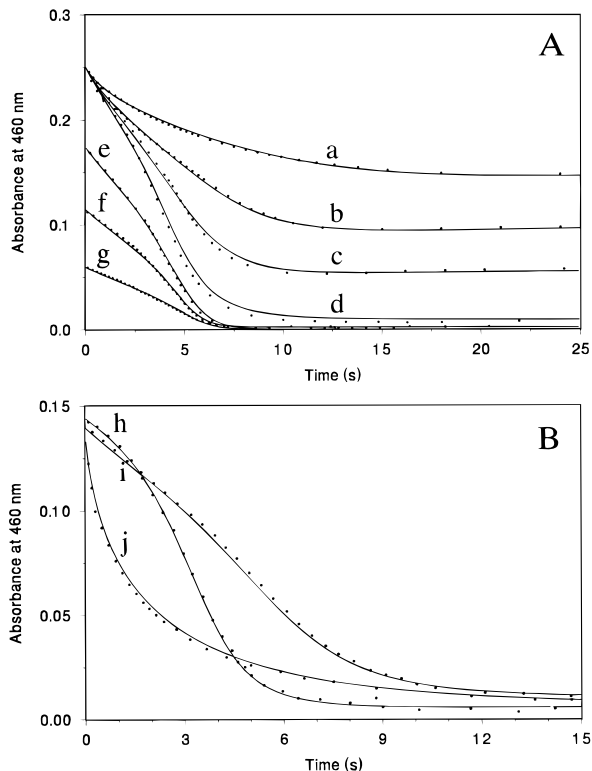 A
Absorbance at 460 nm
0.3
0.2
0.1
0.0
a
b
c
d
e
f
g
0 5 10 15 20 25
Time (s)
B
Absorbance at 460 nm
0.15
0.10
0.05
0.00
h
i
j
0 3 6 9 12 15
Time (s)